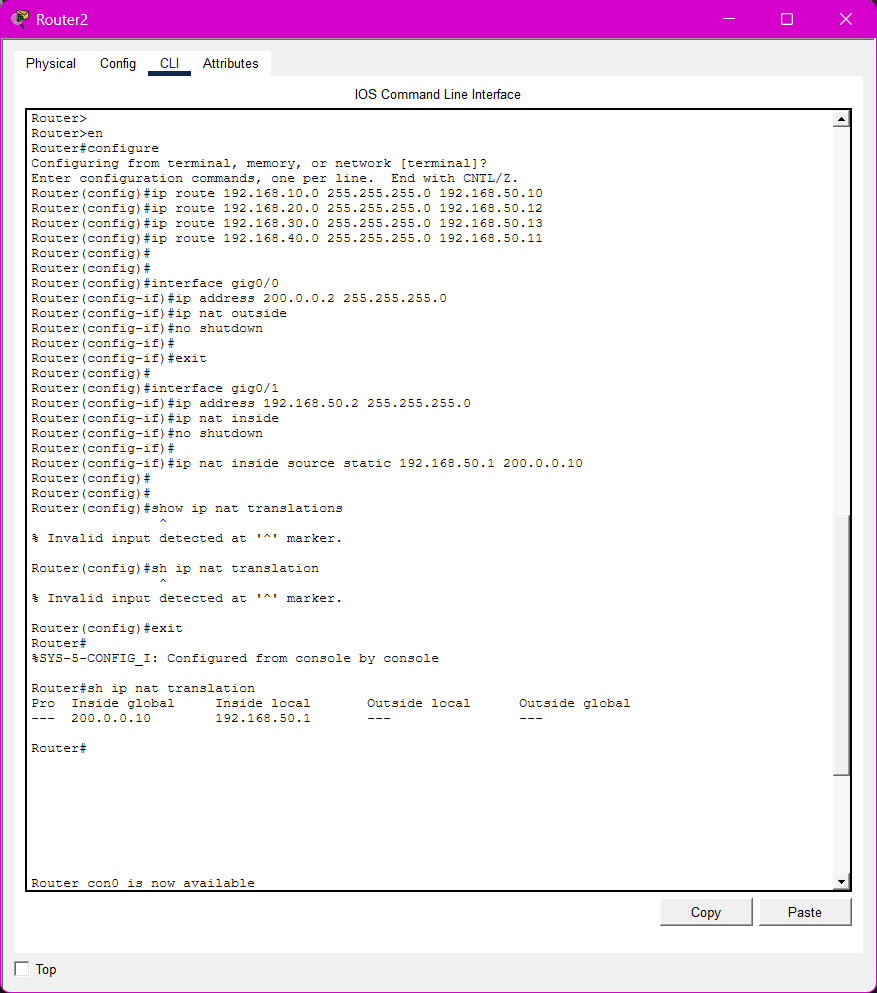 Router2
Physical Config CLI Attributes
IOS Command Line Interface
Router>
Router>en
Router#configure
Configuring from terminal, memory, or network [terminal]?
Enter configuration commands, one per line.  End with CNTL/Z.
Router(config)#ip route 192.168.10.0 255.255.255.0 192.168.50.10
Router(config)#ip route 192.168.20.0 255.255.255.0 192.168.50.12
Router(config)#ip route 192.168.30.0 255.255.255.0 192.168.50.13
Router(config)#ip route 192.168.40.0 255.255.255.0 192.168.50.11
Router(config)#
Router(config)#
Router(config)#interface gig0/0
Router(config-if)#ip address 200.0.0.2 255.255.255.0
Router(config-if)#ip nat outside
Router(config-if)#no shutdown
Router(config-if)#
Router(config-if)#exit
Router(config)#
Router(config)#interface gig0/1
Router(config-if)#ip address 192.168.50.2 255.255.255.0
Router(config-if)#ip nat inside
Router(config-if)#no shutdown
Router(config-if)#
Router(config-if)#ip nat inside source static 192.168.50.1 200.0.0.10
Router(config)#
Router(config)#
Router(config)#show ip nat translations
^
% Invalid input detected at '^' marker.
Router(config)#sh ip nat translation
^
% Invalid input detected at '^' marker.
Router(config)#exit
Router#
%SYS-5-CONFIG_I: Configured from console by console
Router#sh ip nat translation
Pro  Inside global     Inside local       Outside local      Outside global
---  200.0.0.10        192.168.50.1       ---                ---
Router#
Router con0 is now available
Copy Paste
Top